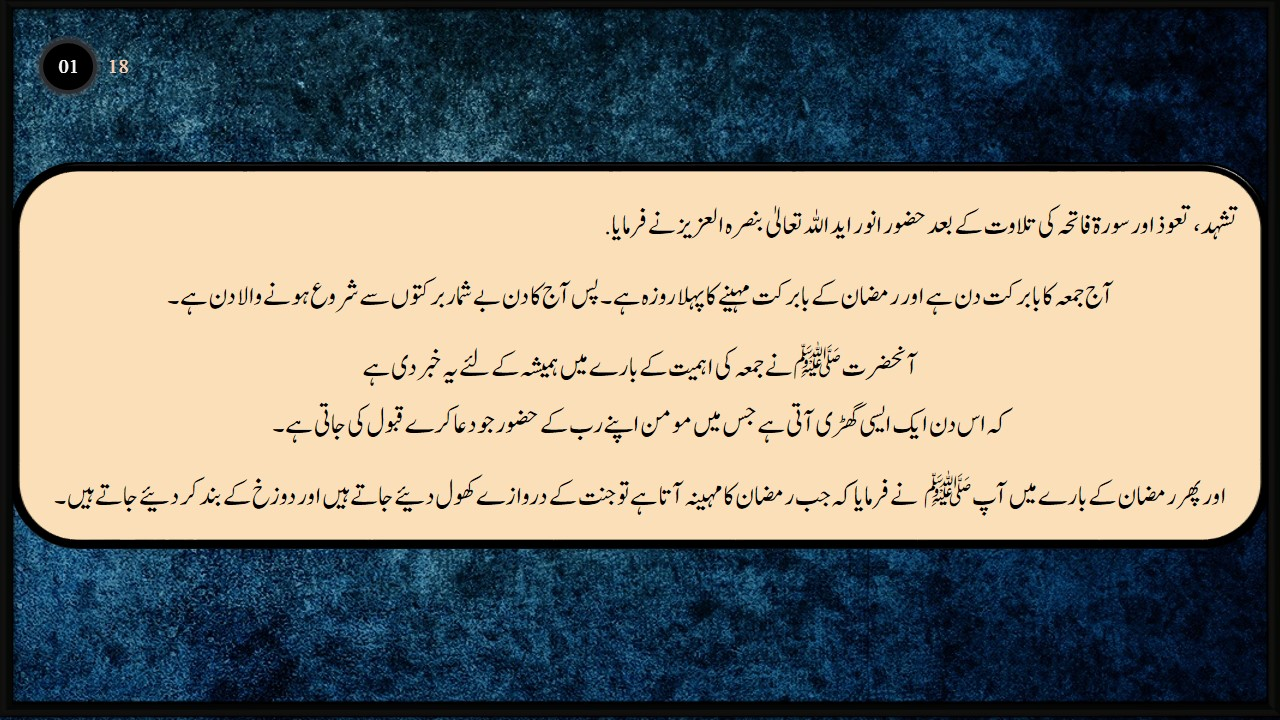 01 18
تشہد، تعوذ اور سورۃ فاتحہ کی تلاوت کے بعد حضور انور اید اللہ تعالیٰ بنصرہ العزیز نے فرمایا.
آج جمعہ کا بابرکت دن ہے اور رمضان کے بابرکت مہینے کا پہلا روزہ ہے۔ پس آج کا دن بے شمار برکتوں سے شروع ہونے والا دن ہے۔
آنحضرت ﷺ نے جمعہ کی اہمیت کے بارے میں ہمیشہ کے لئے یہ خبر دی ہے
کہ اس دن ایک ایسی گھڑی آتی ہے جس میں مومن اپنے رب کے حضور جو دعا کرے قبول کی جاتی ہے۔
اور پھر رمضان کے بارے میں آپ ﷺ نے فرمایا کہ جب رمضان کا مہینہ آتا ہے تو جنت کے دروازے کھول دیئے جاتے ہیں اور دوزخ کے بند کر دیئے جاتے ہیں۔